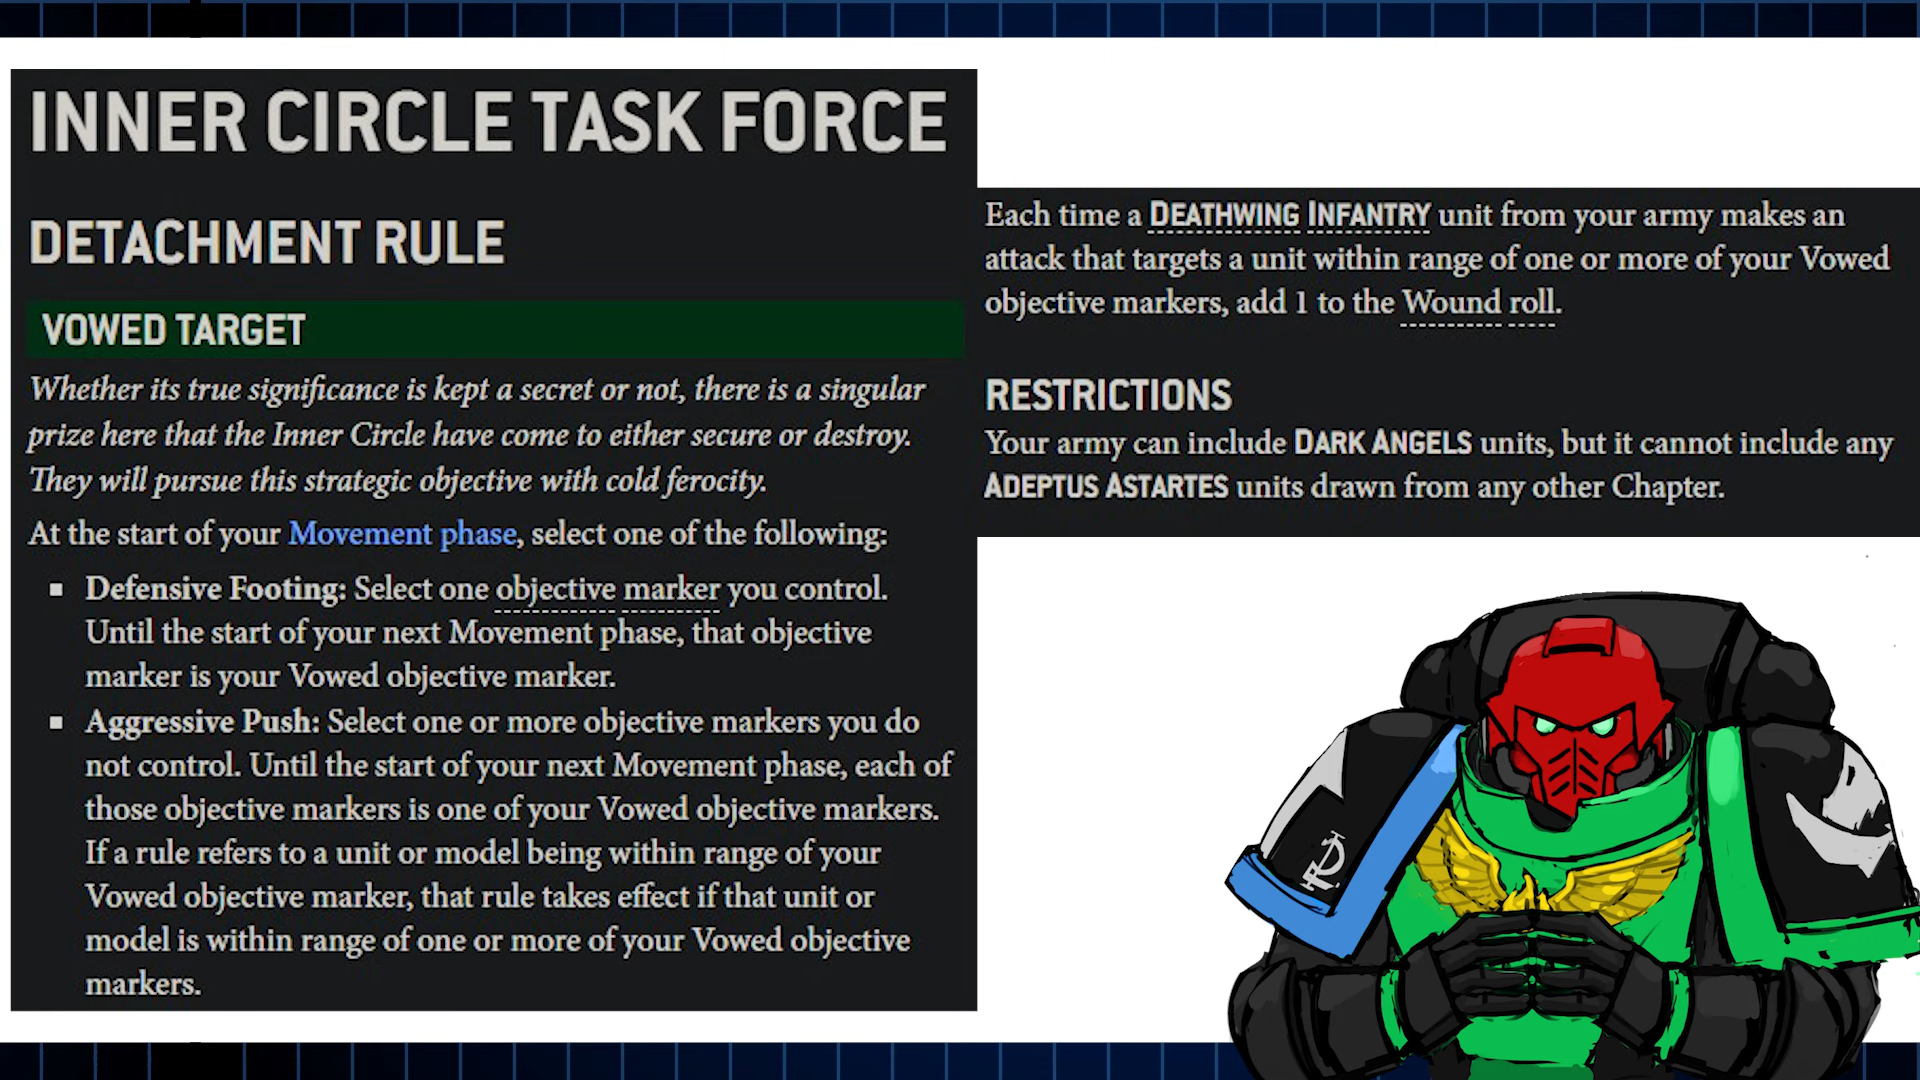 INNER CIRCLE TASK FORCE
DETACHMENT RULE
VOWED TARGET
Whether its true significance is kept a secret or not, there is a singular
prize here that the Inner Circle have come to either secure or destroy.
They will pursue this strategic objective with cold ferocity.
At the start of your Movement phase, select one of the following:
▪ Defensive Footing: Select one objective marker you control.
Until the start of your next Movement phase, that objective
marker is your Vowed objective marker.
▪ Aggressive Push: Select one or more objective markers you do
not control. Until the start of your next Movement phase, each of
those objective markers is one of your Vowed objective markers.
If a rule refers to a unit or model being within range of your
Vowed objective marker, that rule takes effect if that unit or
model is within range of one or more of your Vowed objective
markers.
Each time a DEATHWING INFANTRY unit from your army makes an
attack that targets a unit within range of one or more of your Vowed
objective markers, add 1 to the Wound roll.
RESTRICTIONS
Your army can include DARK ANGELS units, but it cannot include any
ADEPTUS ASTARTES units drawn from any other Chapter.